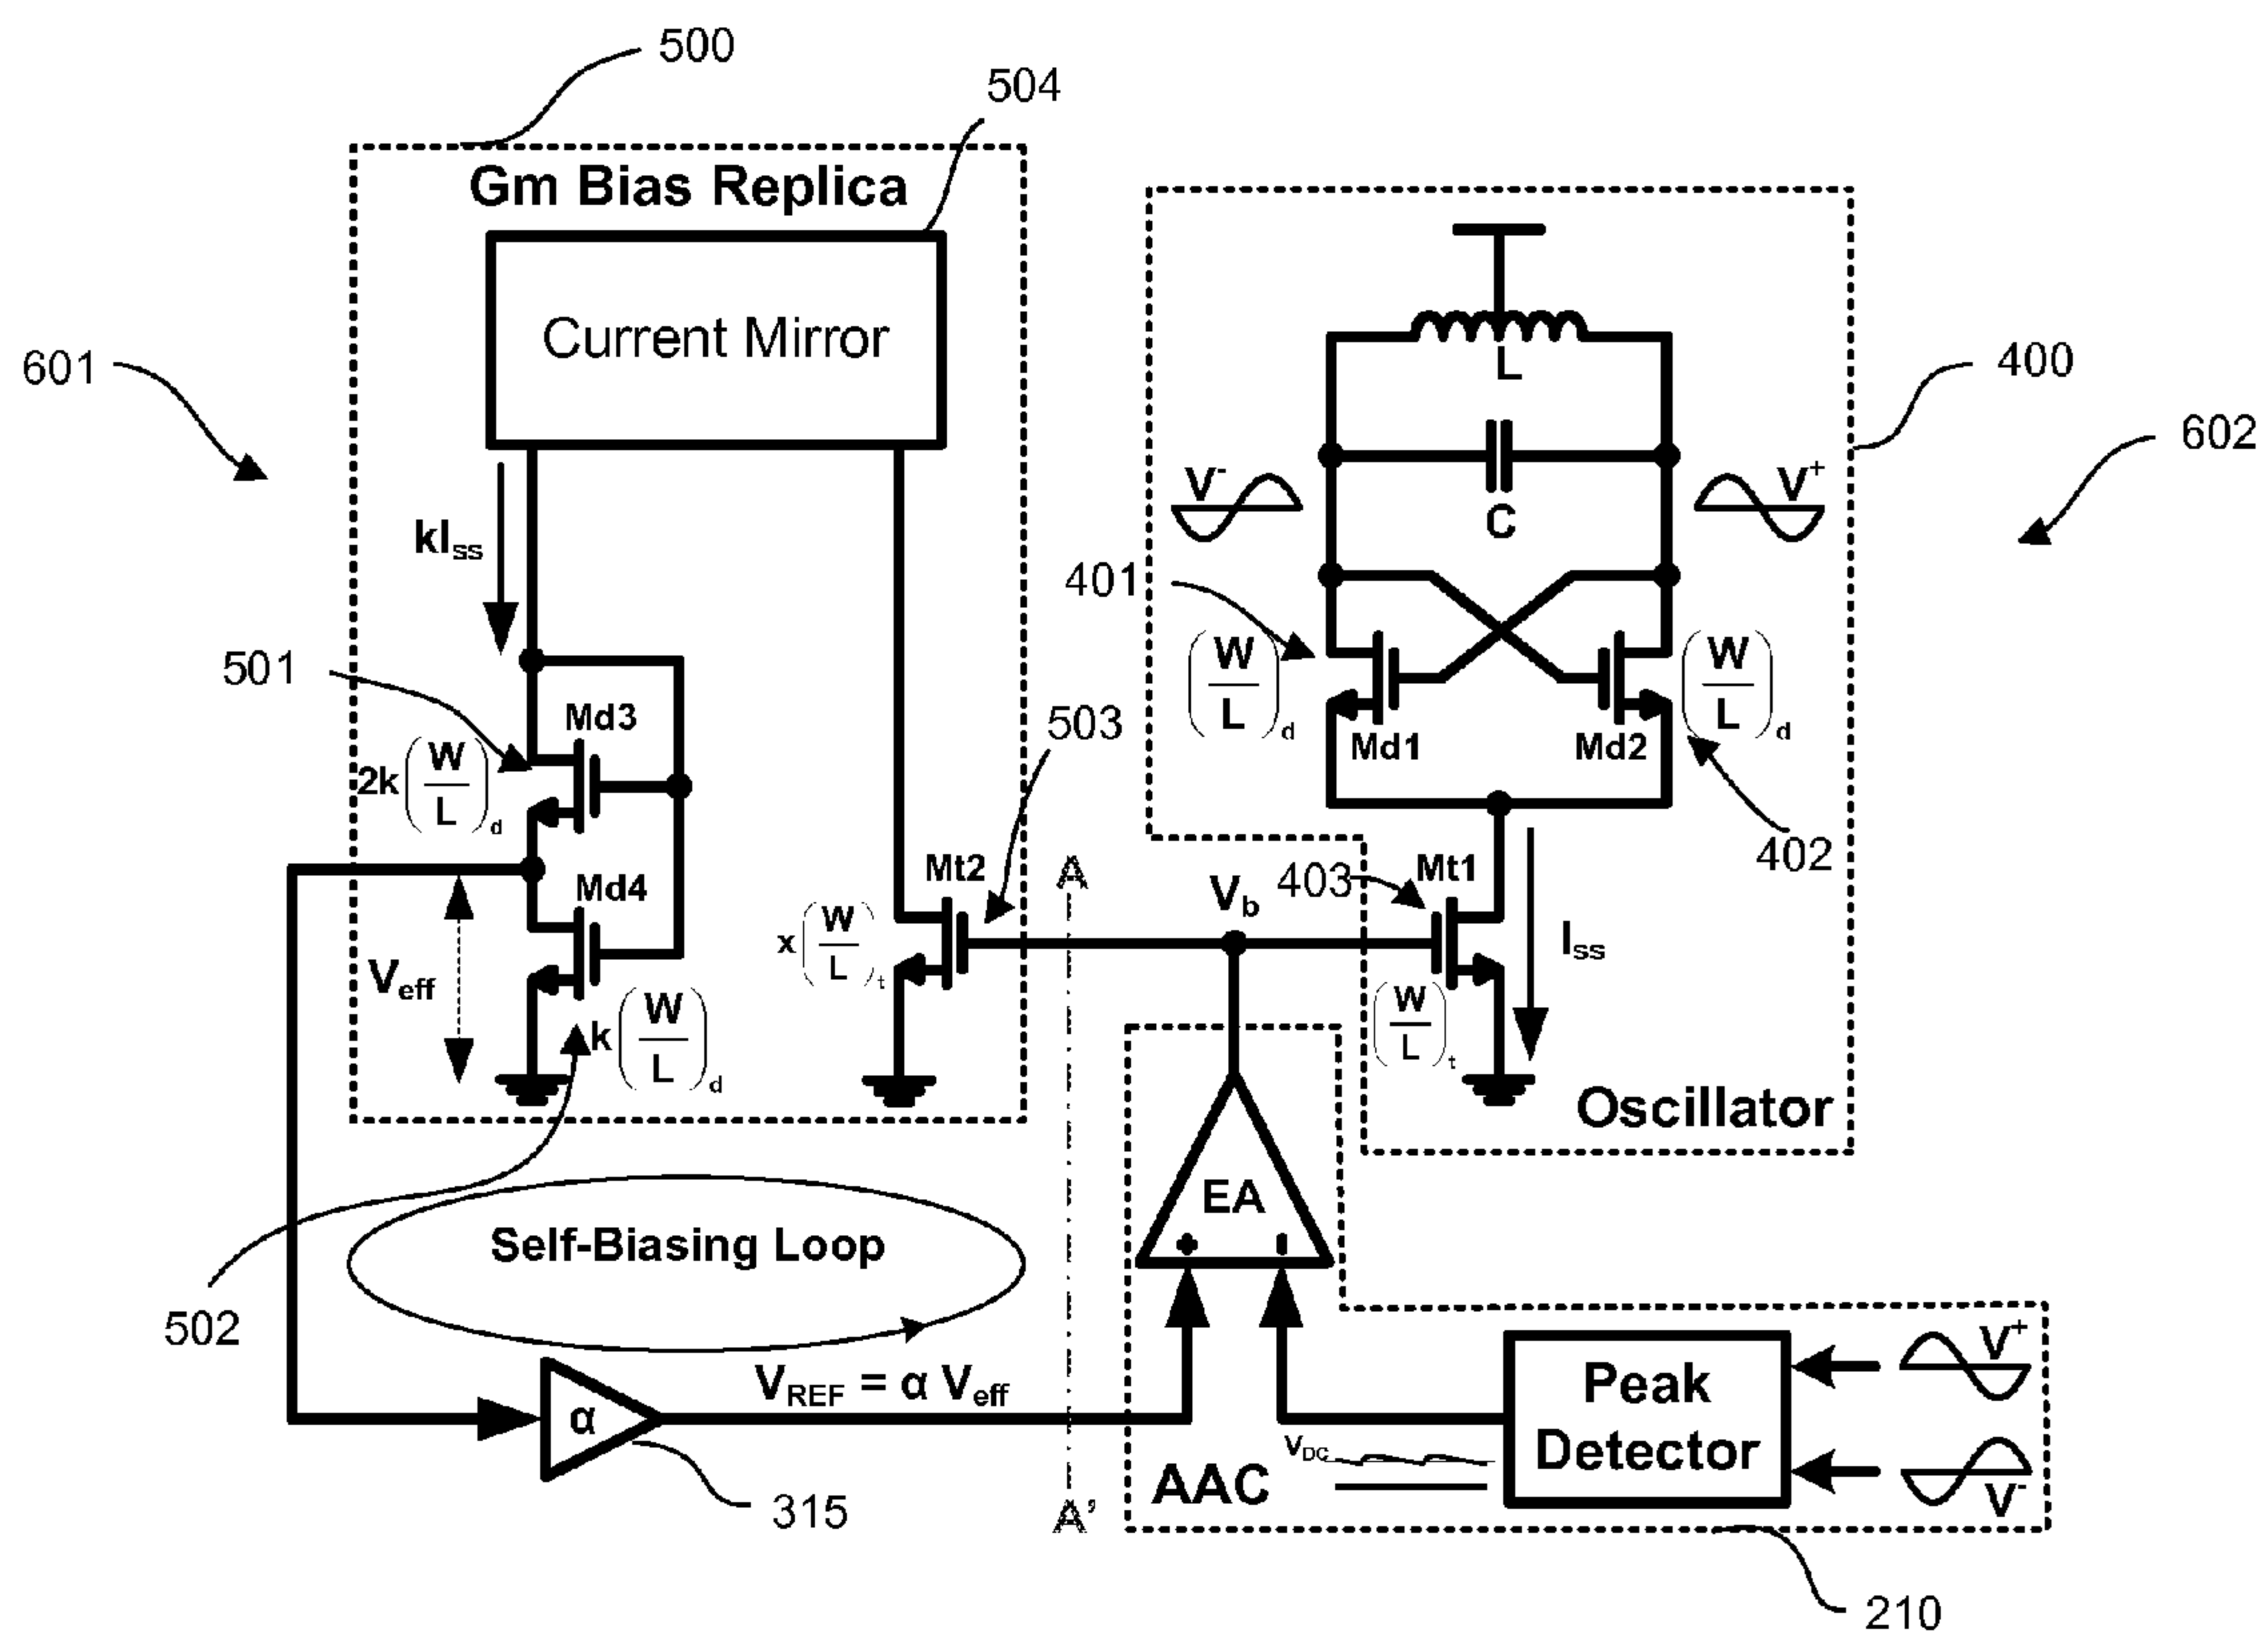 500
504
Gm Bias Replica
Current Mirror
601
400
602
L
C
V-
V+
kIss
401
(W/L)d
(W/L)d
Md1
Md2
501
Md3
503
2k(W/L)d
402
Md4
Mt2
A
403
Mt1
Vb
Veff
x(W/L)t
Iss
k(W/L)d
(W/L)t
Oscillator
EA
+ -
Self-Biasing Loop
502
VREF = α Veff
α
Peak Detector
V+
V-
VDC
AAC
315
A'
210